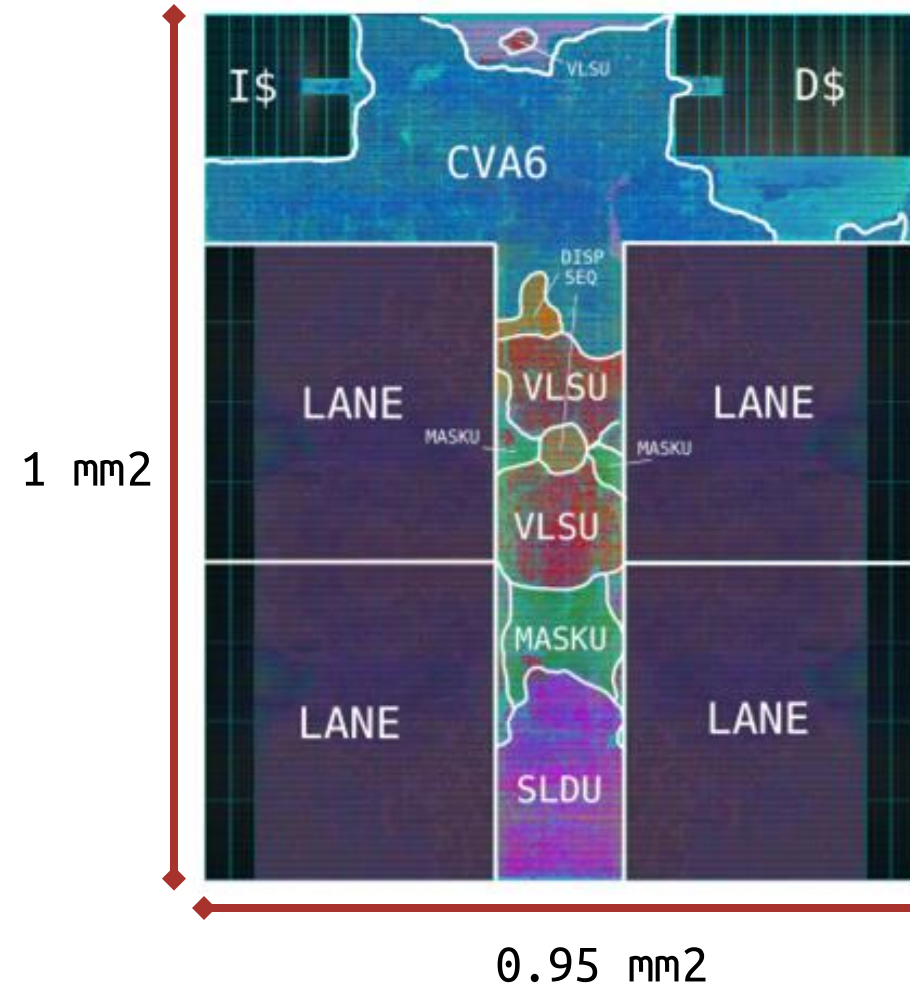 I$
D$
VLSU
CVA6
DISP
SEQ
VLSU
LANE
LANE
MASKU
MASKU
1 mm2
VLSU
MASKU
LANE
LANE
SLDU
0.95 mm2